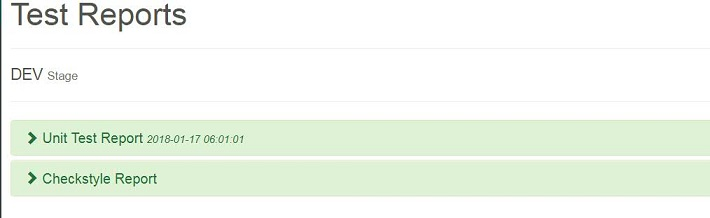 Test Reports
DEV Stage
Unit Test Report 2018-01-17 06:01:01
Checkstyle Report